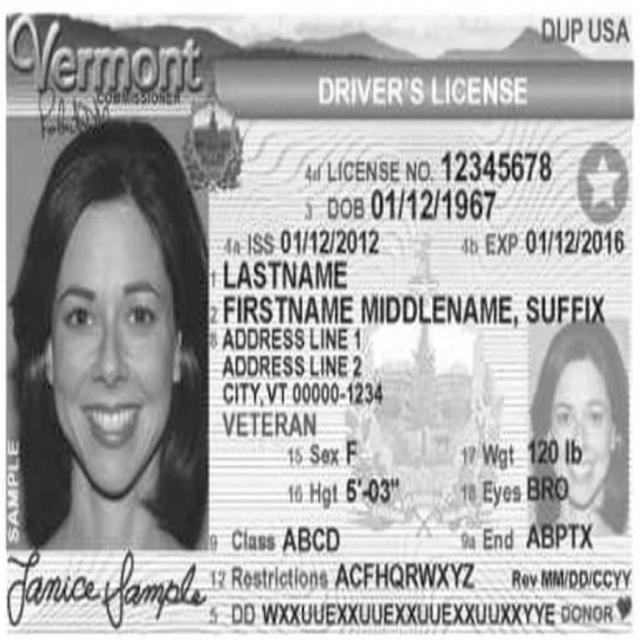 DUP USA
Vermont
COMMISSIONER
DRIVER'S LICENSE
4d LICENSE NO. 12345678
3 DOB 01/12/1967
4a ISS 01/12/2012 4b EXP 01/12/2016
1 LASTNAME
2 FIRSTNAME MIDDLENAME, SUFFIX
8 ADDRESS LINE 1
ADDRESS LINE 2
CITY, VT 00000-1234
VETERAN
15 Sex F 17 Wgt 120 lb
16 Hgt 5'-03" 18 Eyes BRO
SAMPLE
9 Class ABCD 9a End ABPTX
Janice Sample
12 Restrictions ACFHQRWXYZ Rev MM/DD/CCYY
5 DD WXXUUEXXUUEXXUUEXXUUXXYYE DONOR